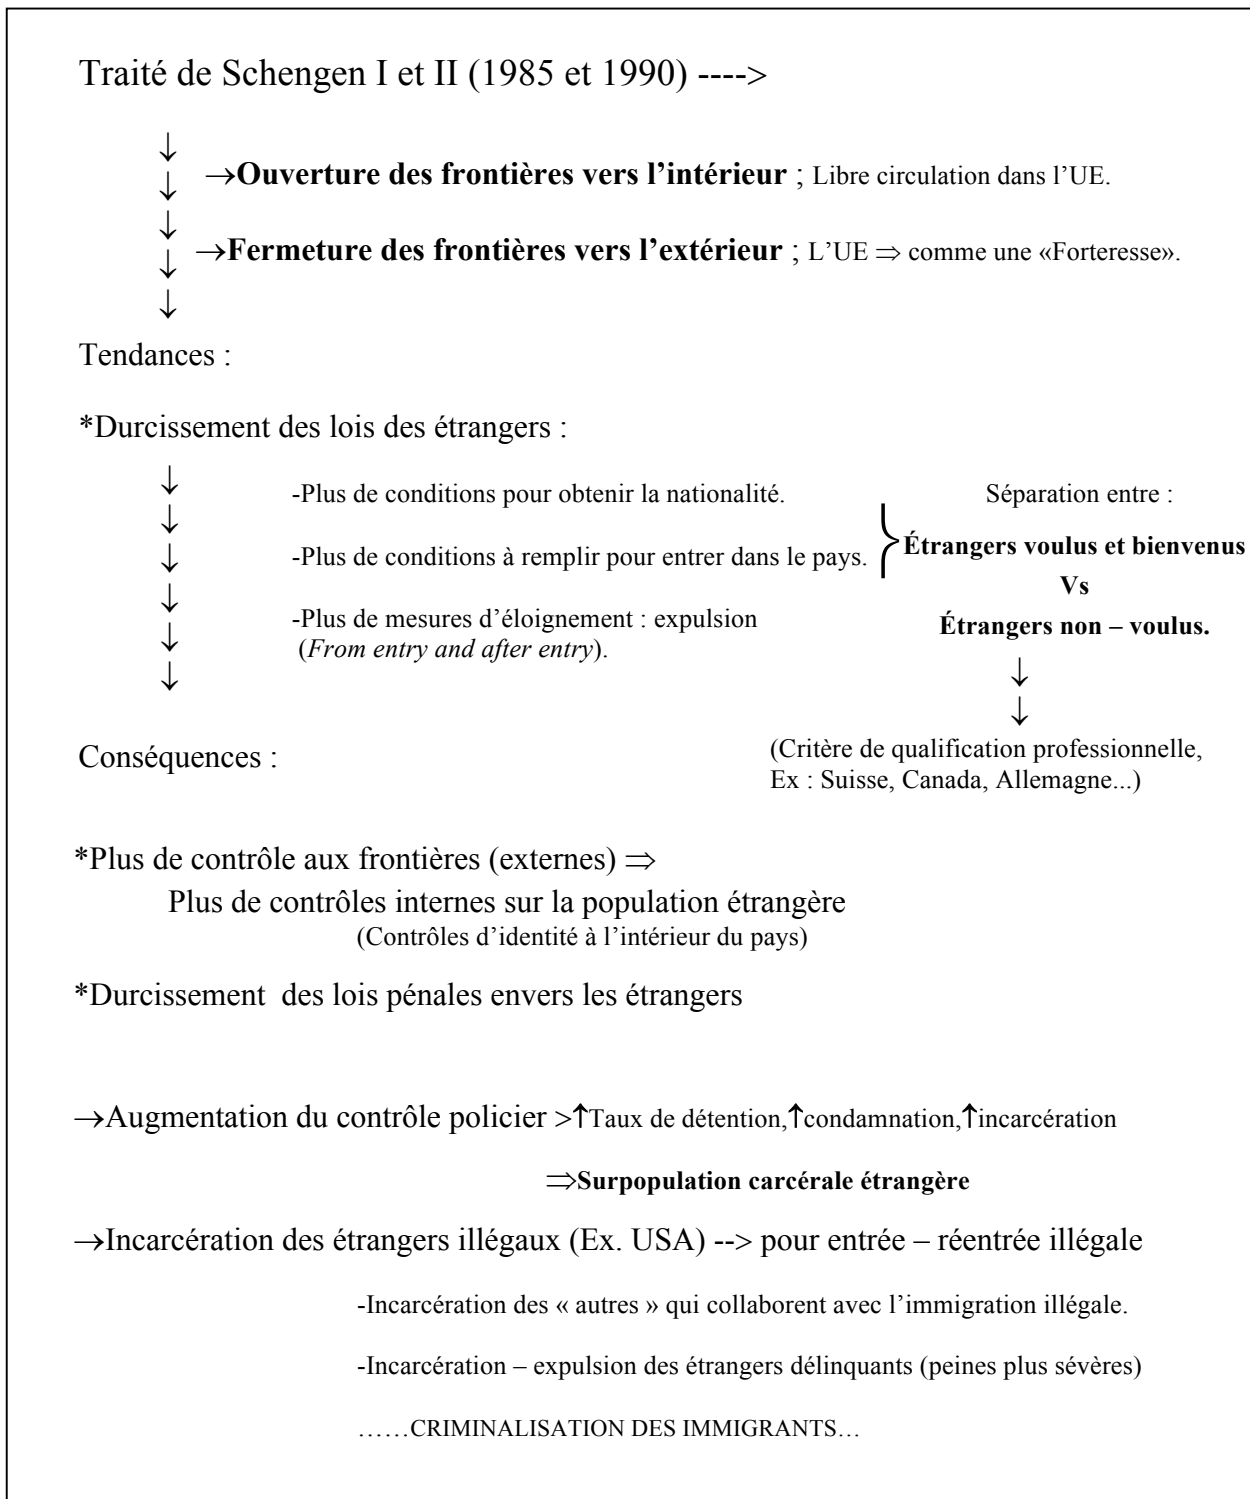 Traité de Schengen I et II (1985 et 1990) ---->
↓
↓ →Ouverture des frontières vers l’intérieur ; Libre circulation dans l’UE.
↓
↓ →Fermeture des frontières vers l’extérieur ; L’UE ⇒ comme une «Forteresse».
↓
Tendances :
*Durcissement des lois des étrangers :
↓ -Plus de conditions pour obtenir la nationalité. Séparation entre :
↓
↓ -Plus de conditions à remplir pour entrer dans le pays. } Étrangers voulus et bienvenus
↓ Vs
↓ -Plus de mesures d’éloignement : expulsion Étrangers non – voulus.
(From entry and after entry).
↓ ↓
↓
Conséquences : (Critère de qualification professionnelle,
Ex : Suisse, Canada, Allemagne...)
*Plus de contrôle aux frontières (externes) ⇒
Plus de contrôles internes sur la population étrangère
(Contrôles d’identité à l’intérieur du pays)
*Durcissement des lois pénales envers les étrangers
→Augmentation du contrôle policier >↑Taux de détention,↑condamnation,↑incarcération
⇒Surpopulation carcérale étrangère
→Incarcération des étrangers illégaux (Ex. USA) --> pour entrée – réentrée illégale
-Incarcération des « autres » qui collaborent avec l’immigration illégale.
-Incarcération – expulsion des étrangers délinquants (peines plus sévères)
……CRIMINALISATION DES IMMIGRANTS…